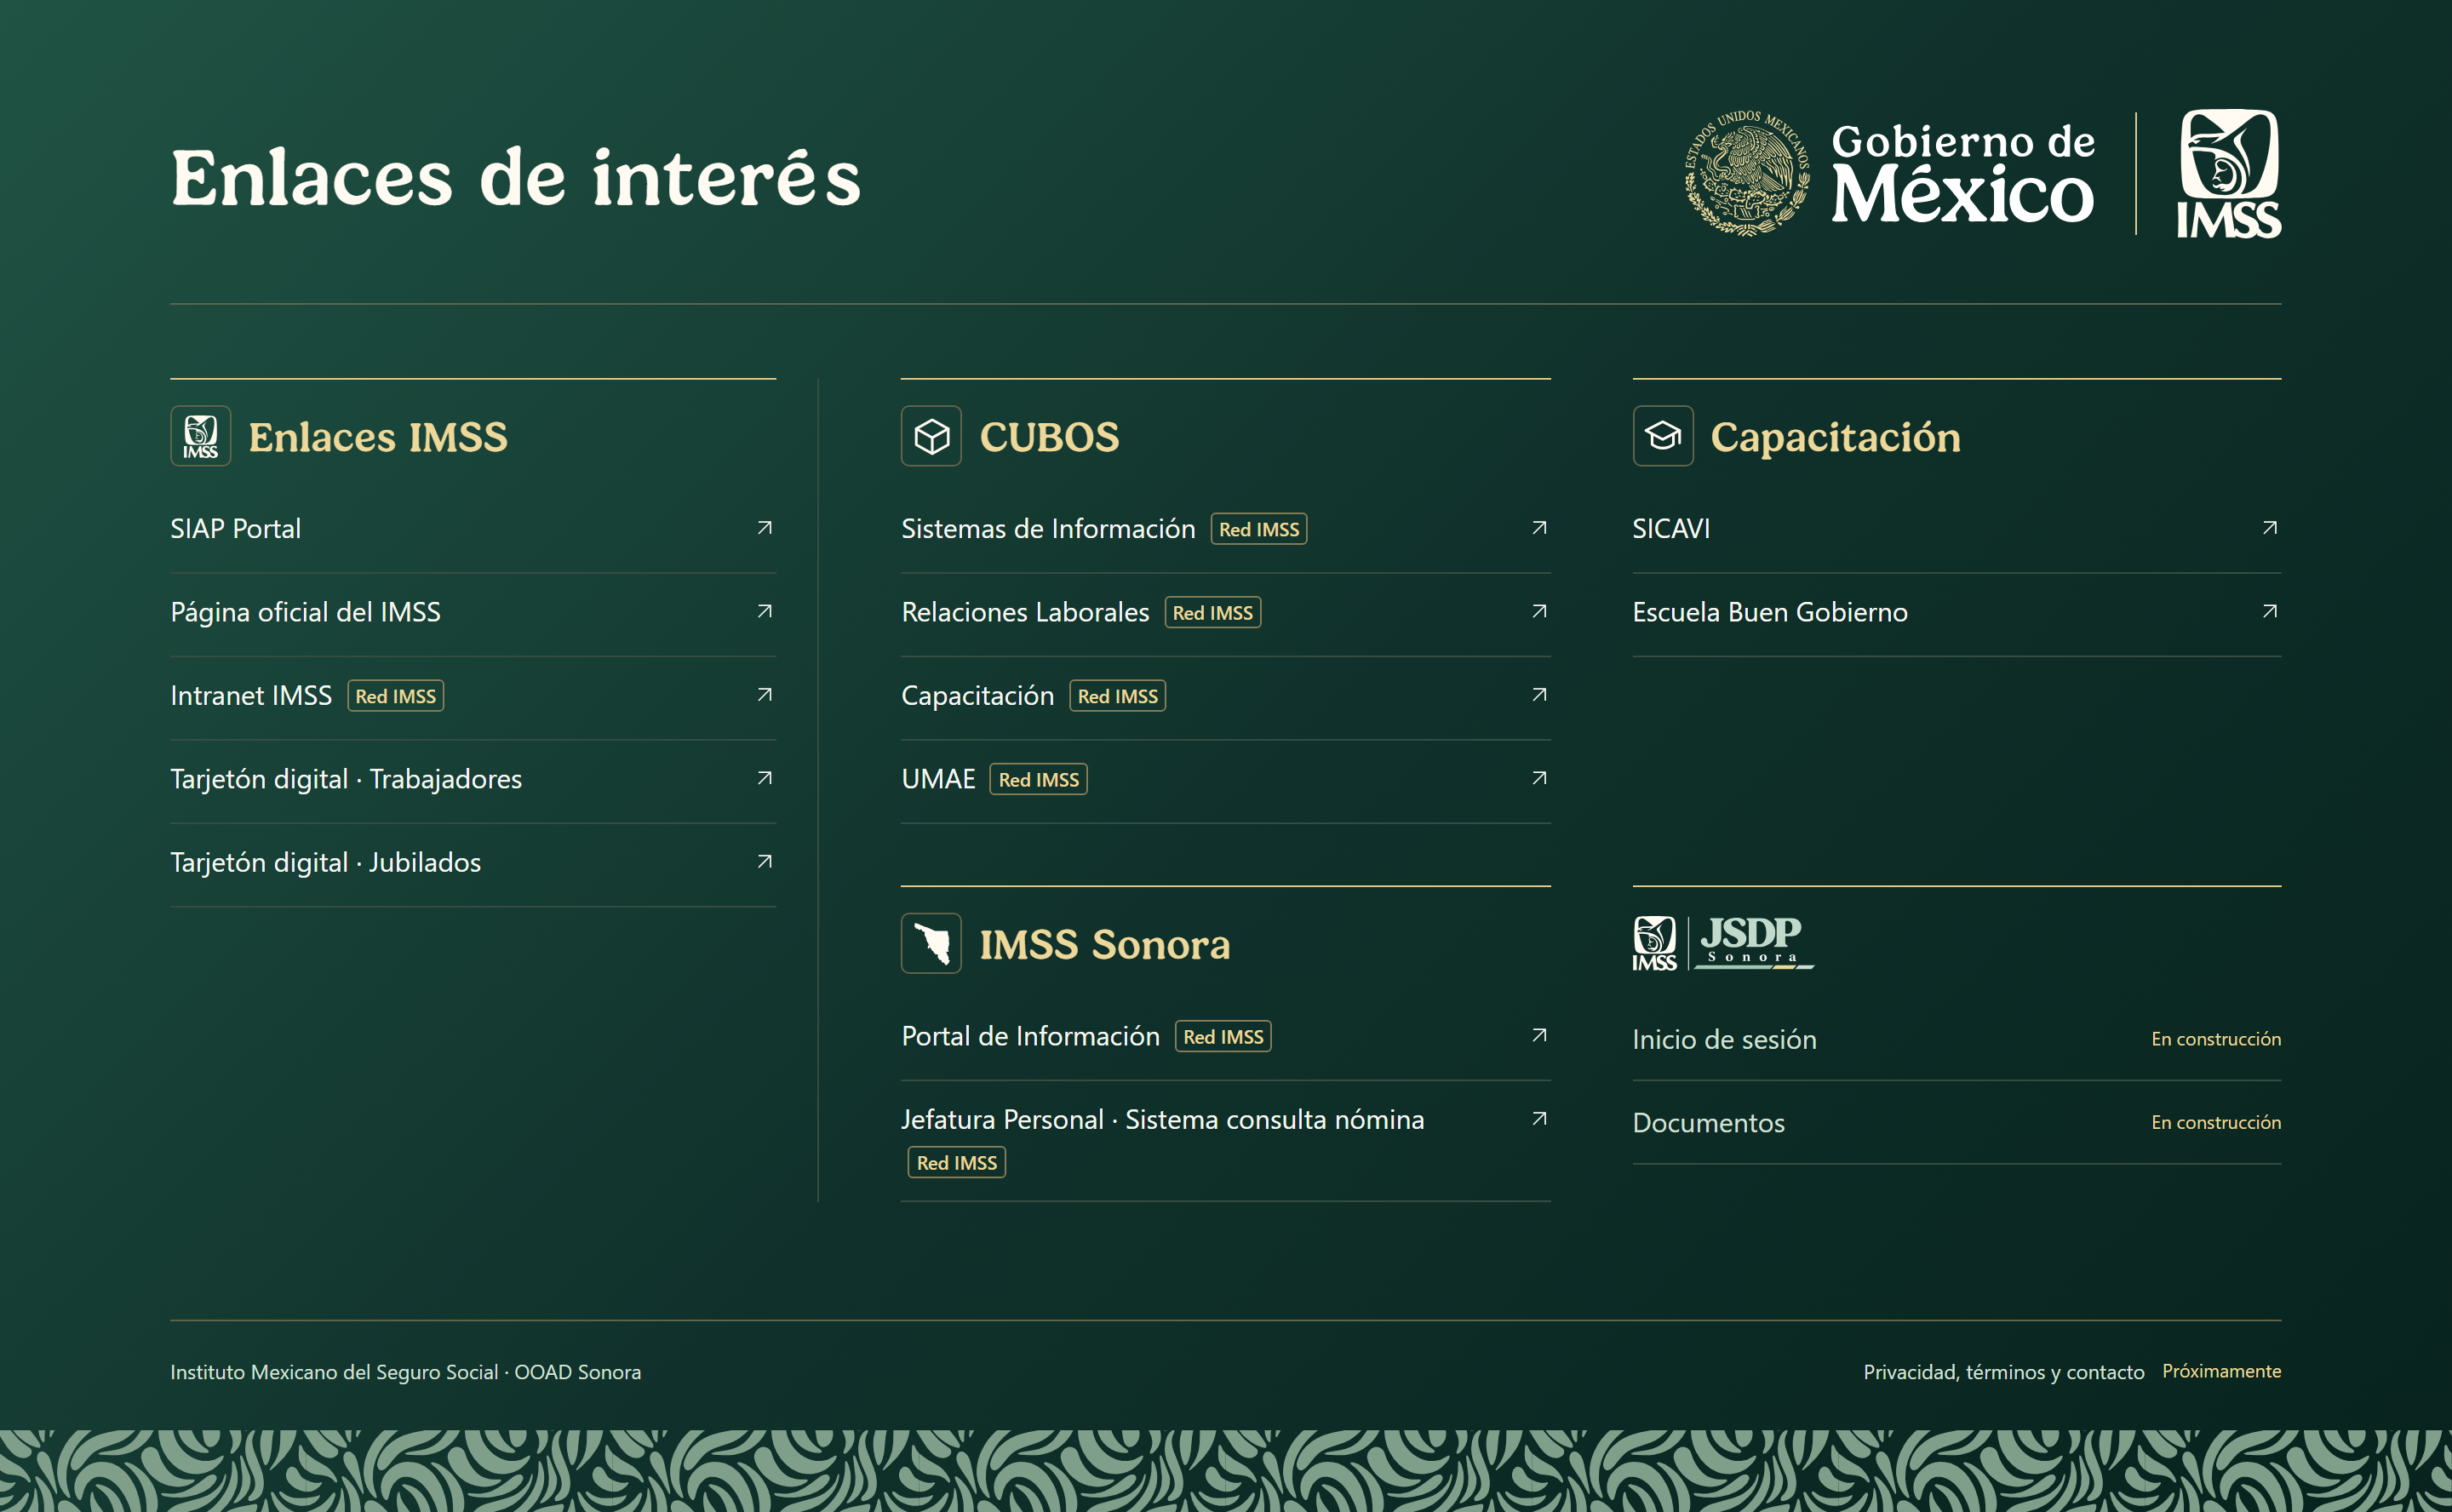 Enlaces de interés
ESTADOS UNIDOS MEXICANOS
Gobierno de
México
IMSS
IMSS
Enlaces IMSS
SIAP Portal
Página oficial del IMSS
Intranet IMSS Red IMSS
Tarjetón digital · Trabajadores
Tarjetón digital · Jubilados
CUBOS
Sistemas de Información Red IMSS
Relaciones Laborales Red IMSS
Capacitación Red IMSS
UMAE Red IMSS
Capacitación
SICAVI
Escuela Buen Gobierno
IMSS Sonora
Portal de Información Red IMSS
Jefatura Personal · Sistema consulta nómina
Red IMSS
IMSS
JSDP
Sonora
Inicio de sesión En construcción
Documentos En construcción
Instituto Mexicano del Seguro Social · OOAD Sonora
Privacidad, términos y contacto Próximamente